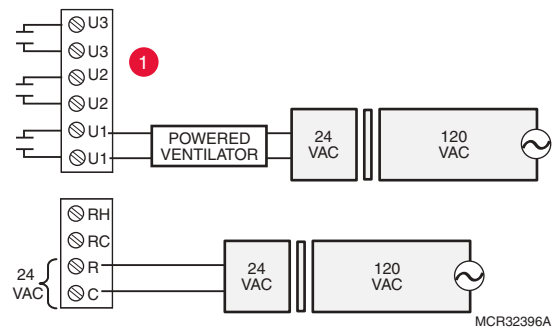 U3
U3
1
U2
U2
U1
U1
POWERED
VENTILATOR
24
VAC
120
VAC
RH
RC
R
C
24
VAC
24
VAC
120
VAC
MCR32396A